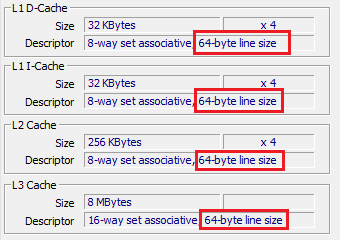 L1 D-Cache
Size 32 KBytes x 4
Descriptor 8-way set associative, 64-byte line size
L1 I-Cache
Size 32 KBytes x 4
Descriptor 8-way set associative, 64-byte line size
L2 Cache
Size 256 KBytes x 4
Descriptor 8-way set associative, 64-byte line size
L3 Cache
Size 8 MBytes
Descriptor 16-way set associative, 64-byte line size